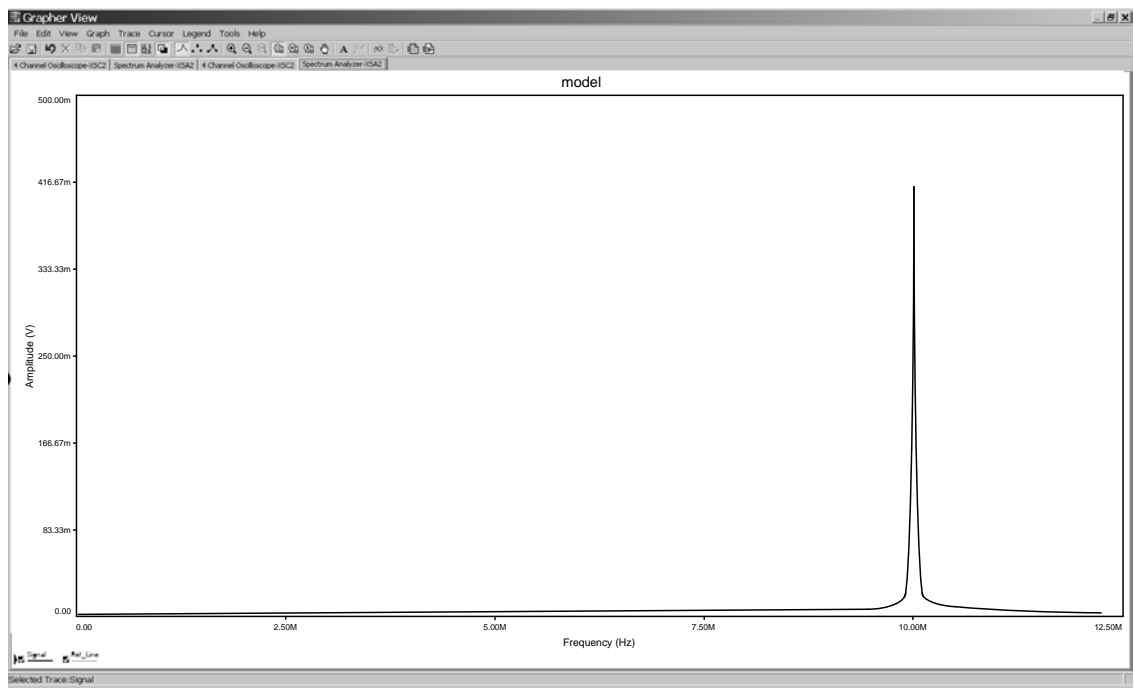 Grapher View
File Edit View Graph Trace Cursor Legend Tools Help
4 Channel Oscilloscope-XSC2 Spectrum Analyzer-XSA2 4 Channel Oscilloscope-XSC2 Spectrum Analyzer-XSA2
model
500.00m
416.67m
333.33m
250.00m
166.67m
83.33m
0.00
Amplitude (V)
0.00 2.50M 5.00M 7.50M 10.00M 12.50M
Frequency (Hz)
Signal Rel_Line
Selected Trace:Signal